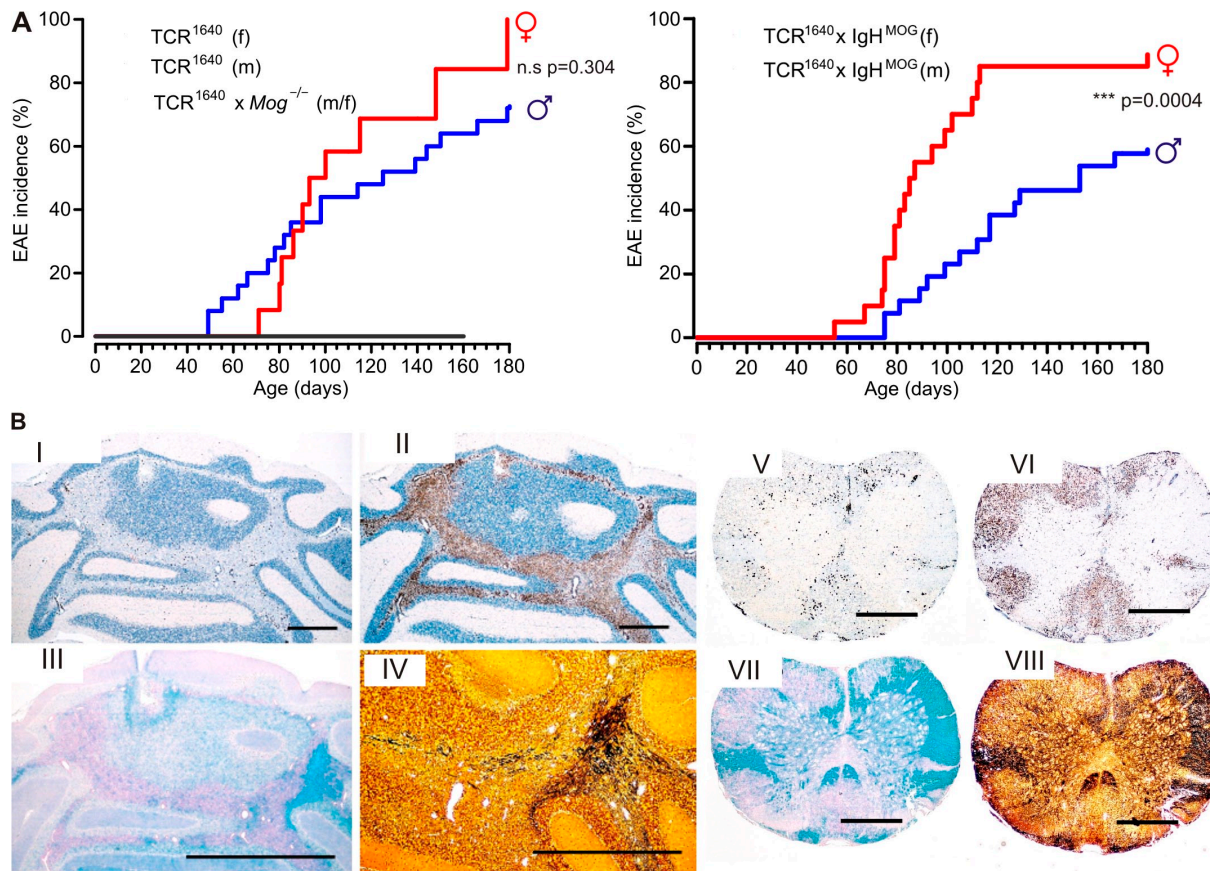 A
TCR¹⁶⁴⁰ (f)
TCR¹⁶⁴⁰ (m)
TCR¹⁶⁴⁰ x Mog⁻/⁻ (m/f)
♀
n.s p=0.304
♂
EAE incidence (%)
100
80
60
40
20
0
0 20 40 60 80 100 120 140 160 180
Age (days)
TCR¹⁶⁴⁰ x IgHᴹᴼᴳ (f)
TCR¹⁶⁴⁰ x IgHᴹᴼᴳ (m)
♀
*** p=0.0004
♂
EAE incidence (%)
100
80
60
40
20
0
0 20 40 60 80 100 120 140 160 180
Age (days)
B
I II V VI
III IV VII VIII